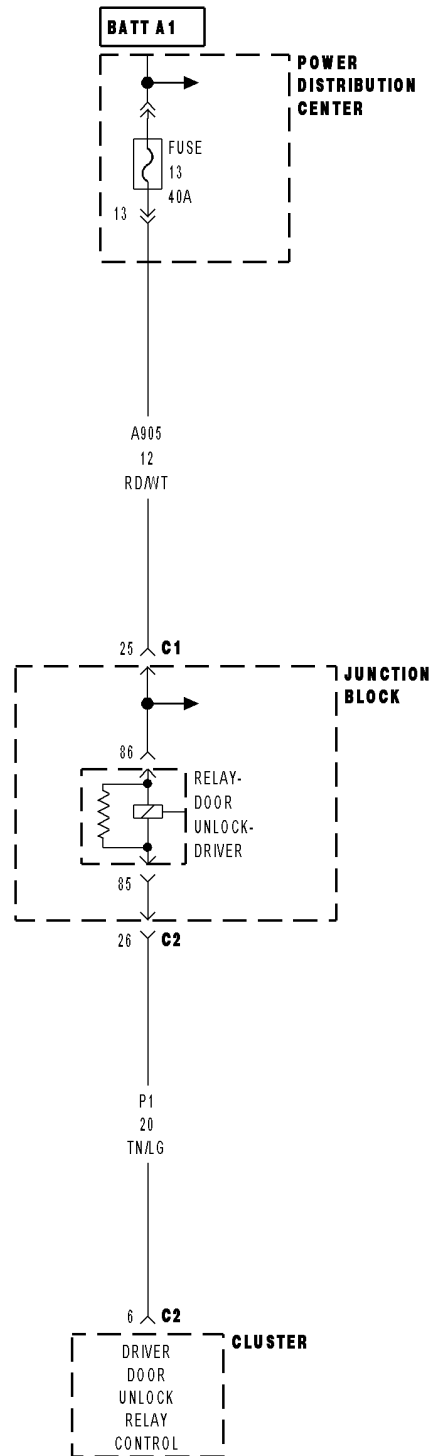 BATT A1
POWER
DISTRIBUTION
CENTER
FUSE
13
40A
13
A905
12
RD/WT
25 C1
JUNCTION
BLOCK
86
RELAY-
DOOR
UNLOCK-
DRIVER
85
26 C2
P1
20
TN/LG
6 C2
CLUSTER
DRIVER
DOOR
UNLOCK
RELAY
CONTROL